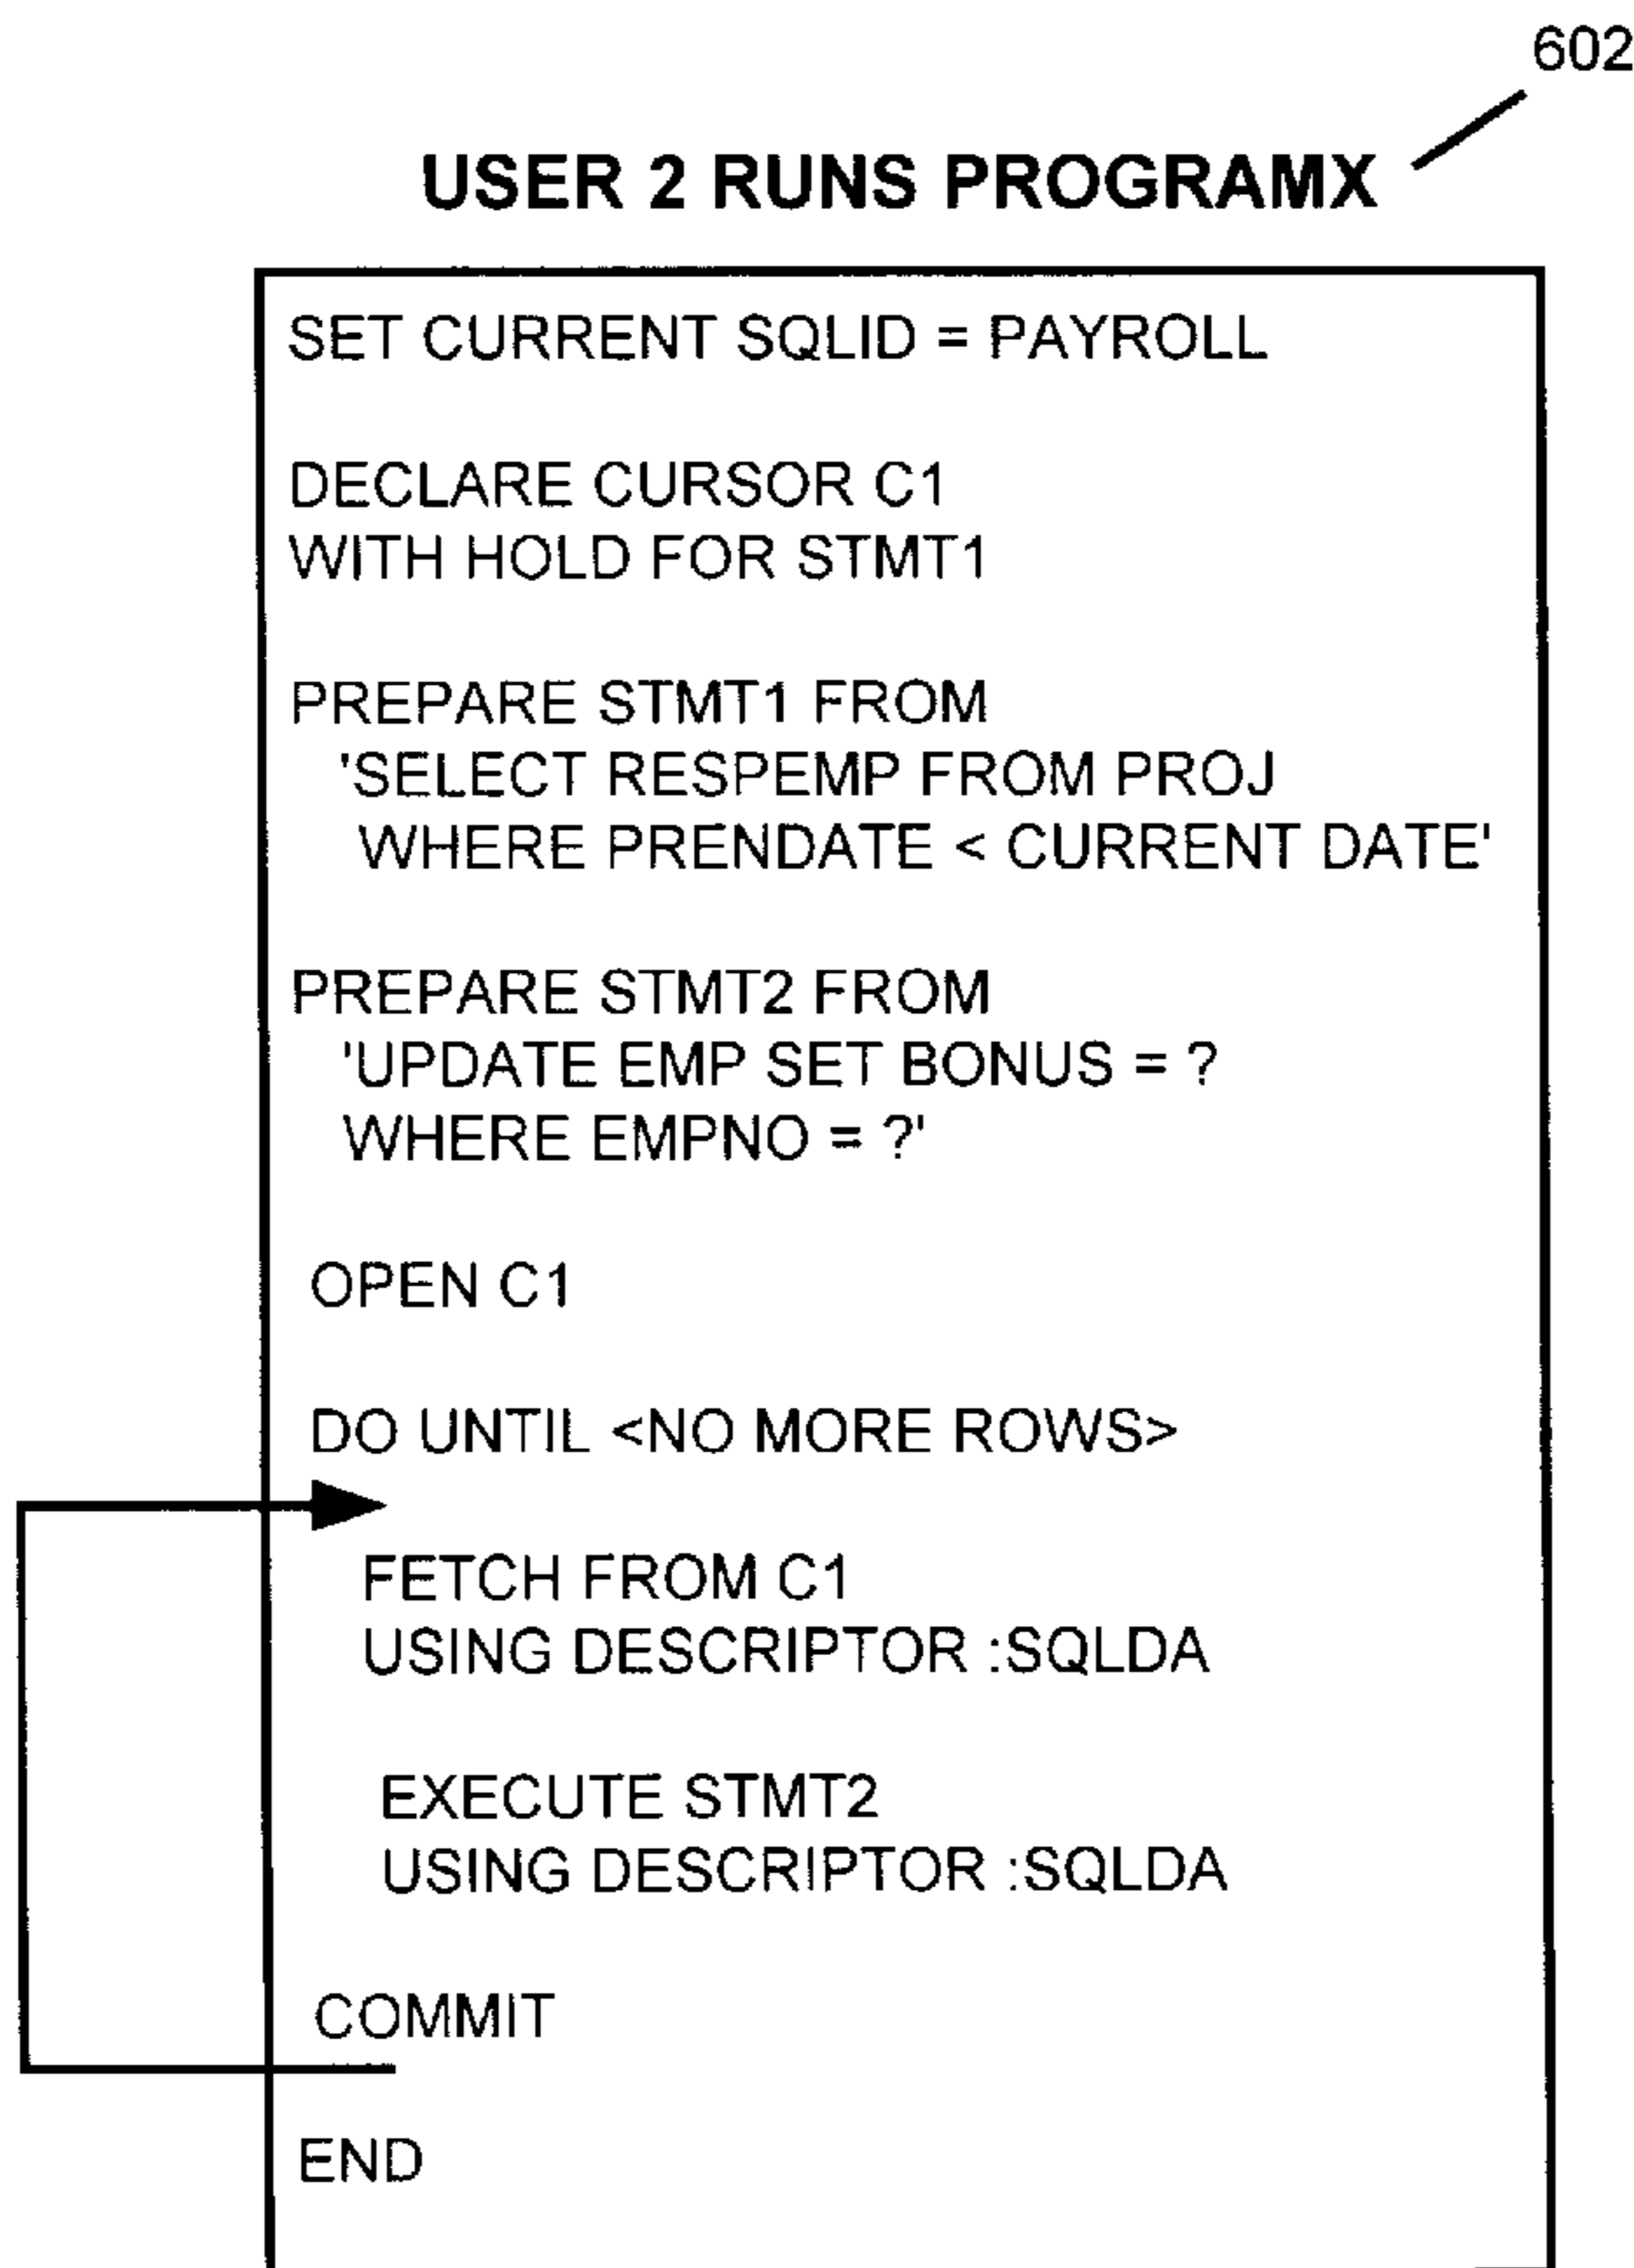 602
USER 2 RUNS PROGRAMX
SET CURRENT SQLID = PAYROLL
DECLARE CURSOR C1
WITH HOLD FOR STMT1
PREPARE STMT1 FROM
'SELECT RESPEMP FROM PROJ
WHERE PRENDATE < CURRENT DATE'
PREPARE STMT2 FROM
'UPDATE EMP SET BONUS = ?
WHERE EMPNO = ?'
OPEN C1
DO UNTIL <NO MORE ROWS>
FETCH FROM C1
USING DESCRIPTOR :SQLDA
EXECUTE STMT2
USING DESCRIPTOR :SQLDA
COMMIT
END